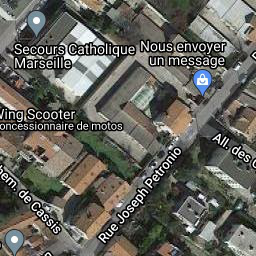 Secours Catholique
Marseille
Nous envoyer
un message
Wing Scooter
concessionnaire de motos
All. des
Rue Joseph Petronio
Chem. de Cassis